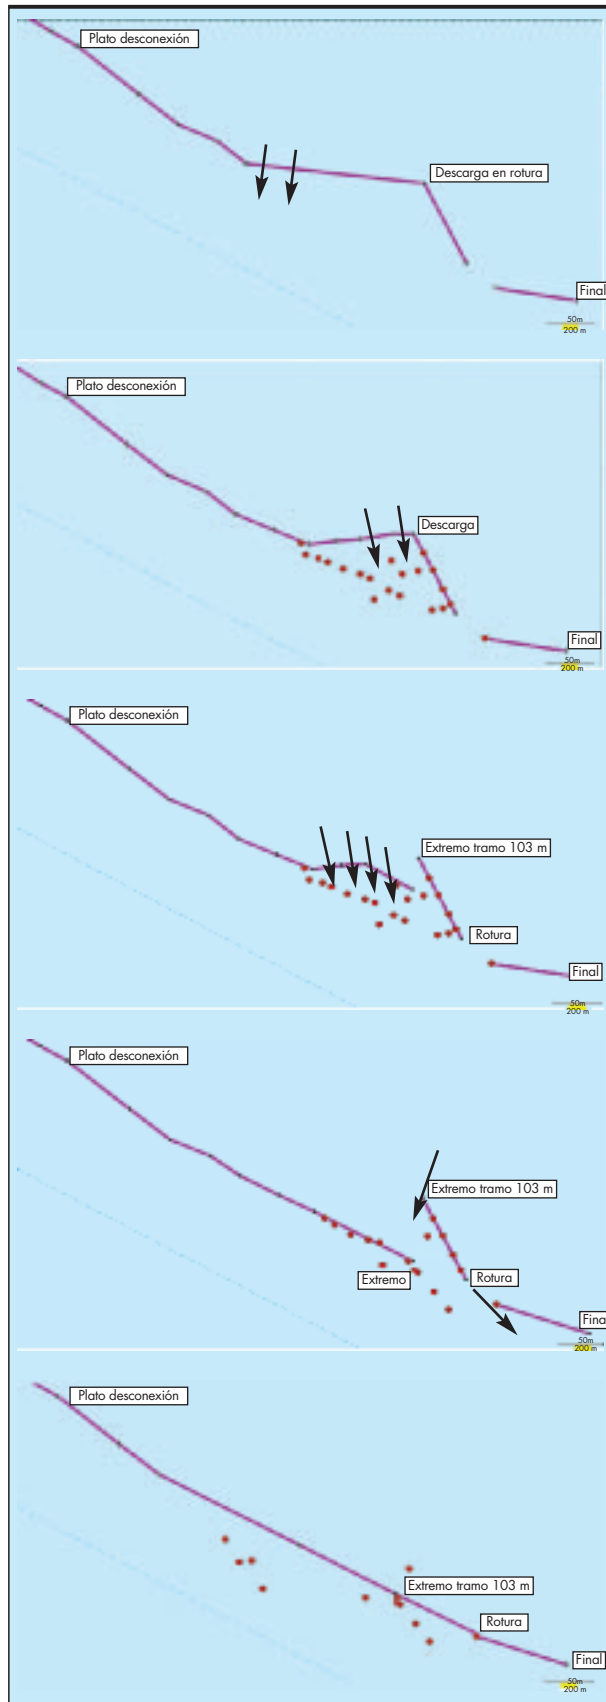 Plato desconexión
Descarga en rotura
Final
50m
200 m
Plato desconexión
Descarga
Final
50m
200 m
Plato desconexión
Extremo tramo 103 m
Rotura
Final
50m
200 m
Plato desconexión
Extremo tramo 103 m
Extremo
Rotura
Fina
50m
200 m
Plato desconexión
Extremo tramo 103 m
Rotura
Final
50m
200 m